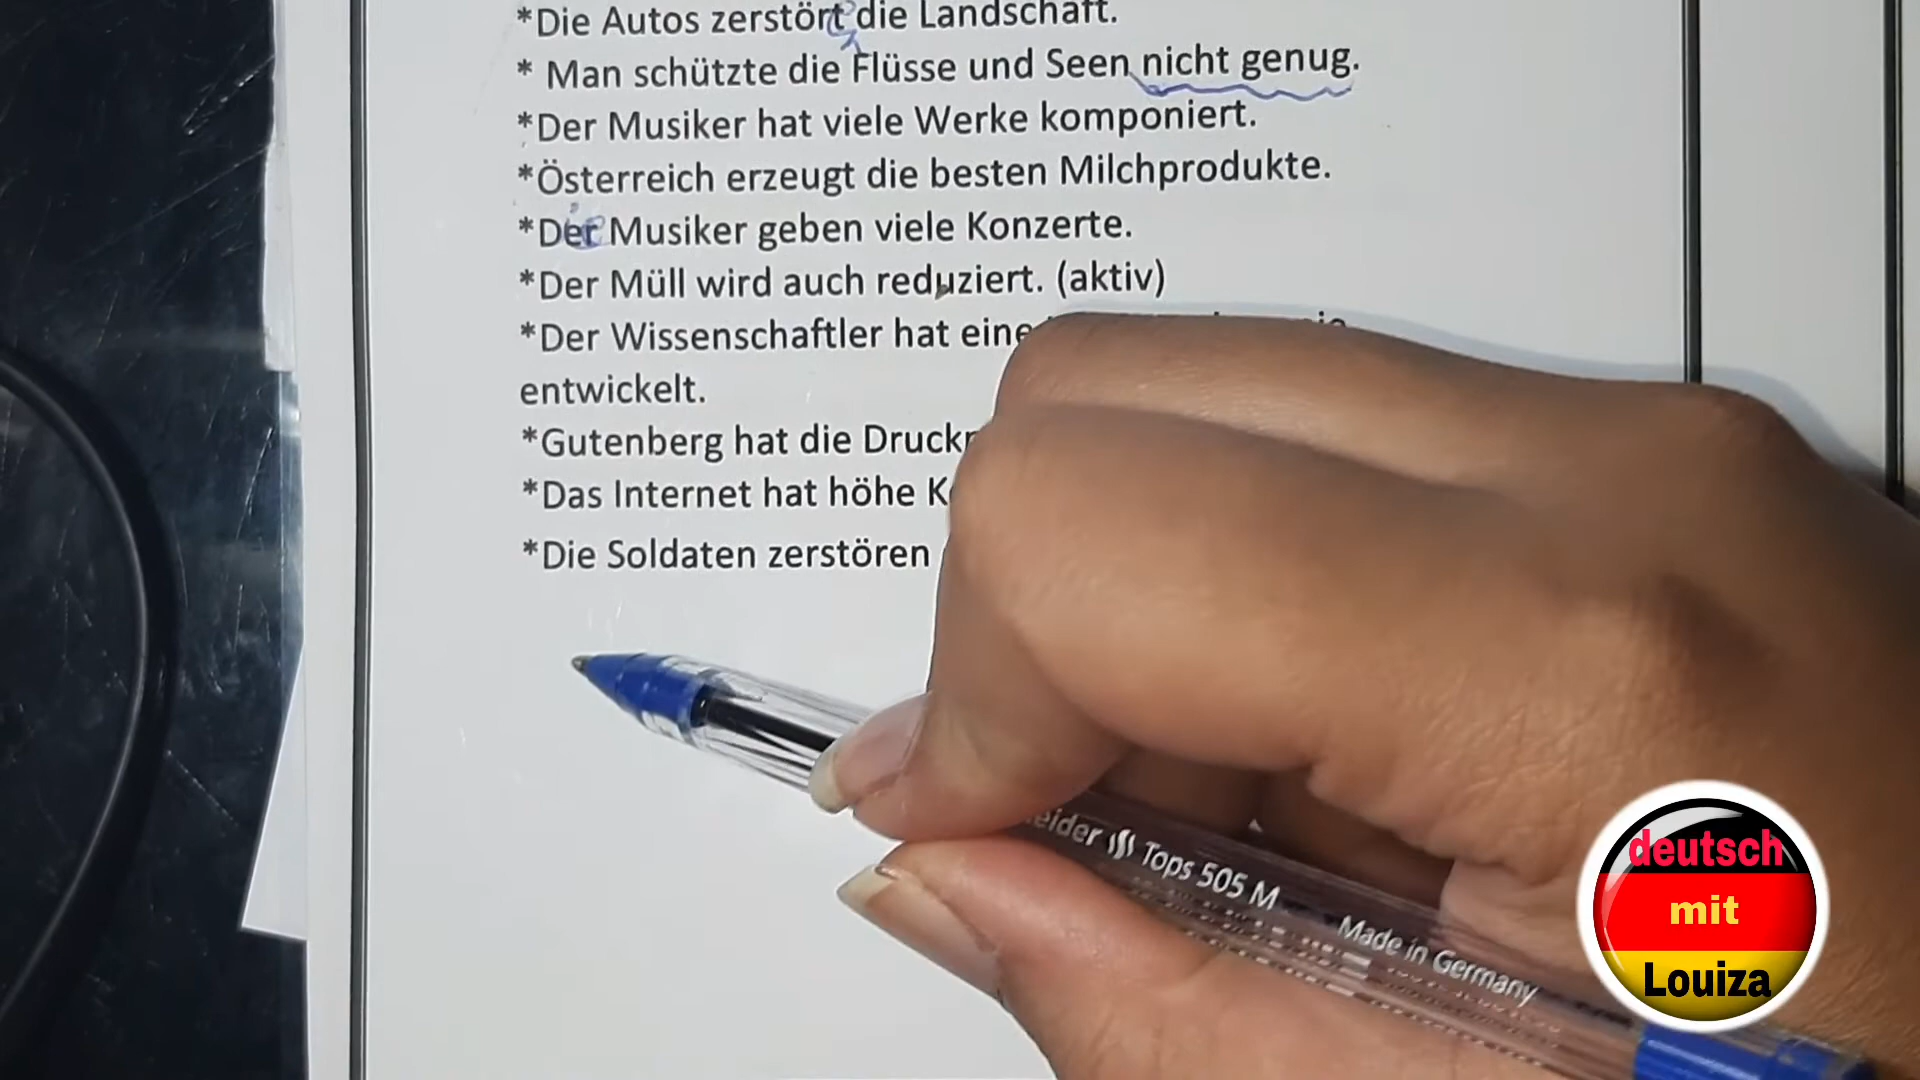 *Die Autos zerstört die Landschaft.
* Man schützte die Flüsse und Seen nicht genug.
*Der Musiker hat viele Werke komponiert.
*Österreich erzeugt die besten Milchprodukte.
*Der Musiker geben viele Konzerte.
*Der Müll wird auch reduziert. (aktiv)
*Der Wissenschaftler hat eine
entwickelt.
*Gutenberg hat die
*Das Internet hat höhe
*Die Soldaten zerstören
Tops 505 M Made in Germany
deutsch
mit
Louiza